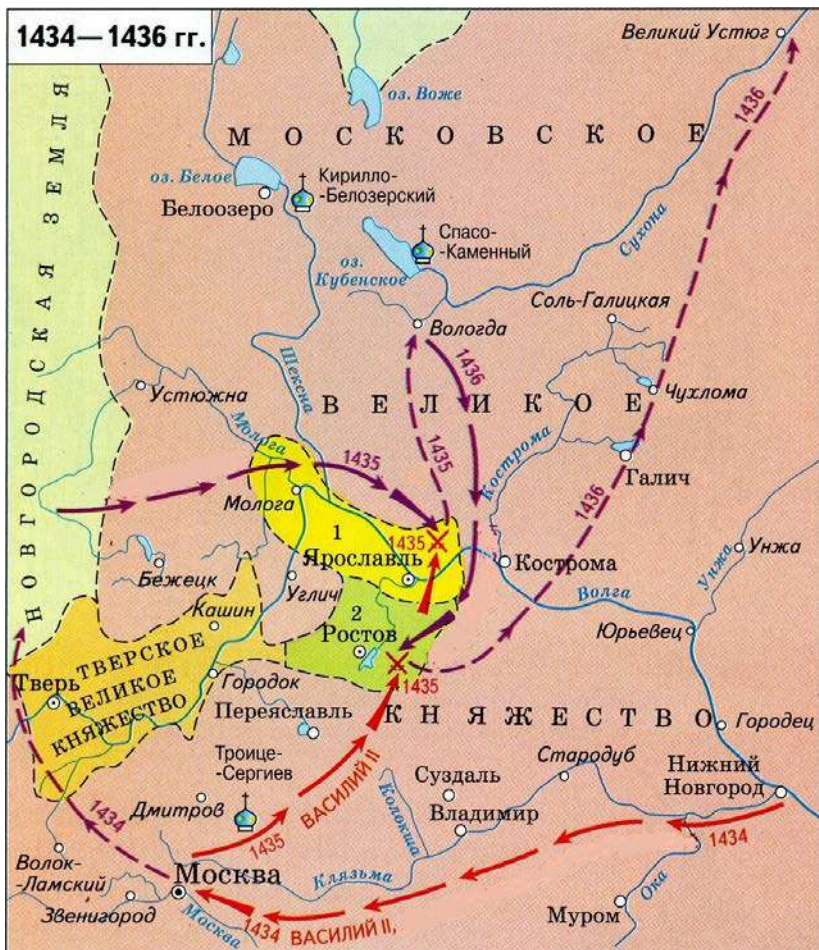 1434—1436 гг.
Великий Устюг
оз. Воже
1436
МОСКОВСКОЕ
оз. Белое
Кирилло-
-Белозерский
Белоозеро
Спасо-
-Каменный
Сухона
оз.
Кубенское
НОВГОРОДСКАЯ ЗЕМЛЯ
Соль-Галицкая
Вологда
Шексна
1436
Устюжна
ВЕЛИКОЕ
Чухлома
Молога
1435
1435
Кострома
Галич
Молога
1436
1
1435
Ярославль
Кострома
Унжа
Бежецк
Углич
Унжа
Волга
Кашин
2
Ростов
Юрьевец
ТВЕРСКОЕ
ВЕЛИКОЕ
КНЯЖЕСТВО
Тверь
Городок
1435
Переяславль
КНЯЖЕСТВО
Городец
Троице-
-Сергиев
Стародуб
Нижний
Новгород
Суздаль
Дмитров
ВАСИЛИЙ II
Колокша
Владимир
1434
1435
1434
Волок-
-Ламский
Москва
Клязьма
Звенигород
Москва
1434
ВАСИЛИЙ II,
Муром
Ока